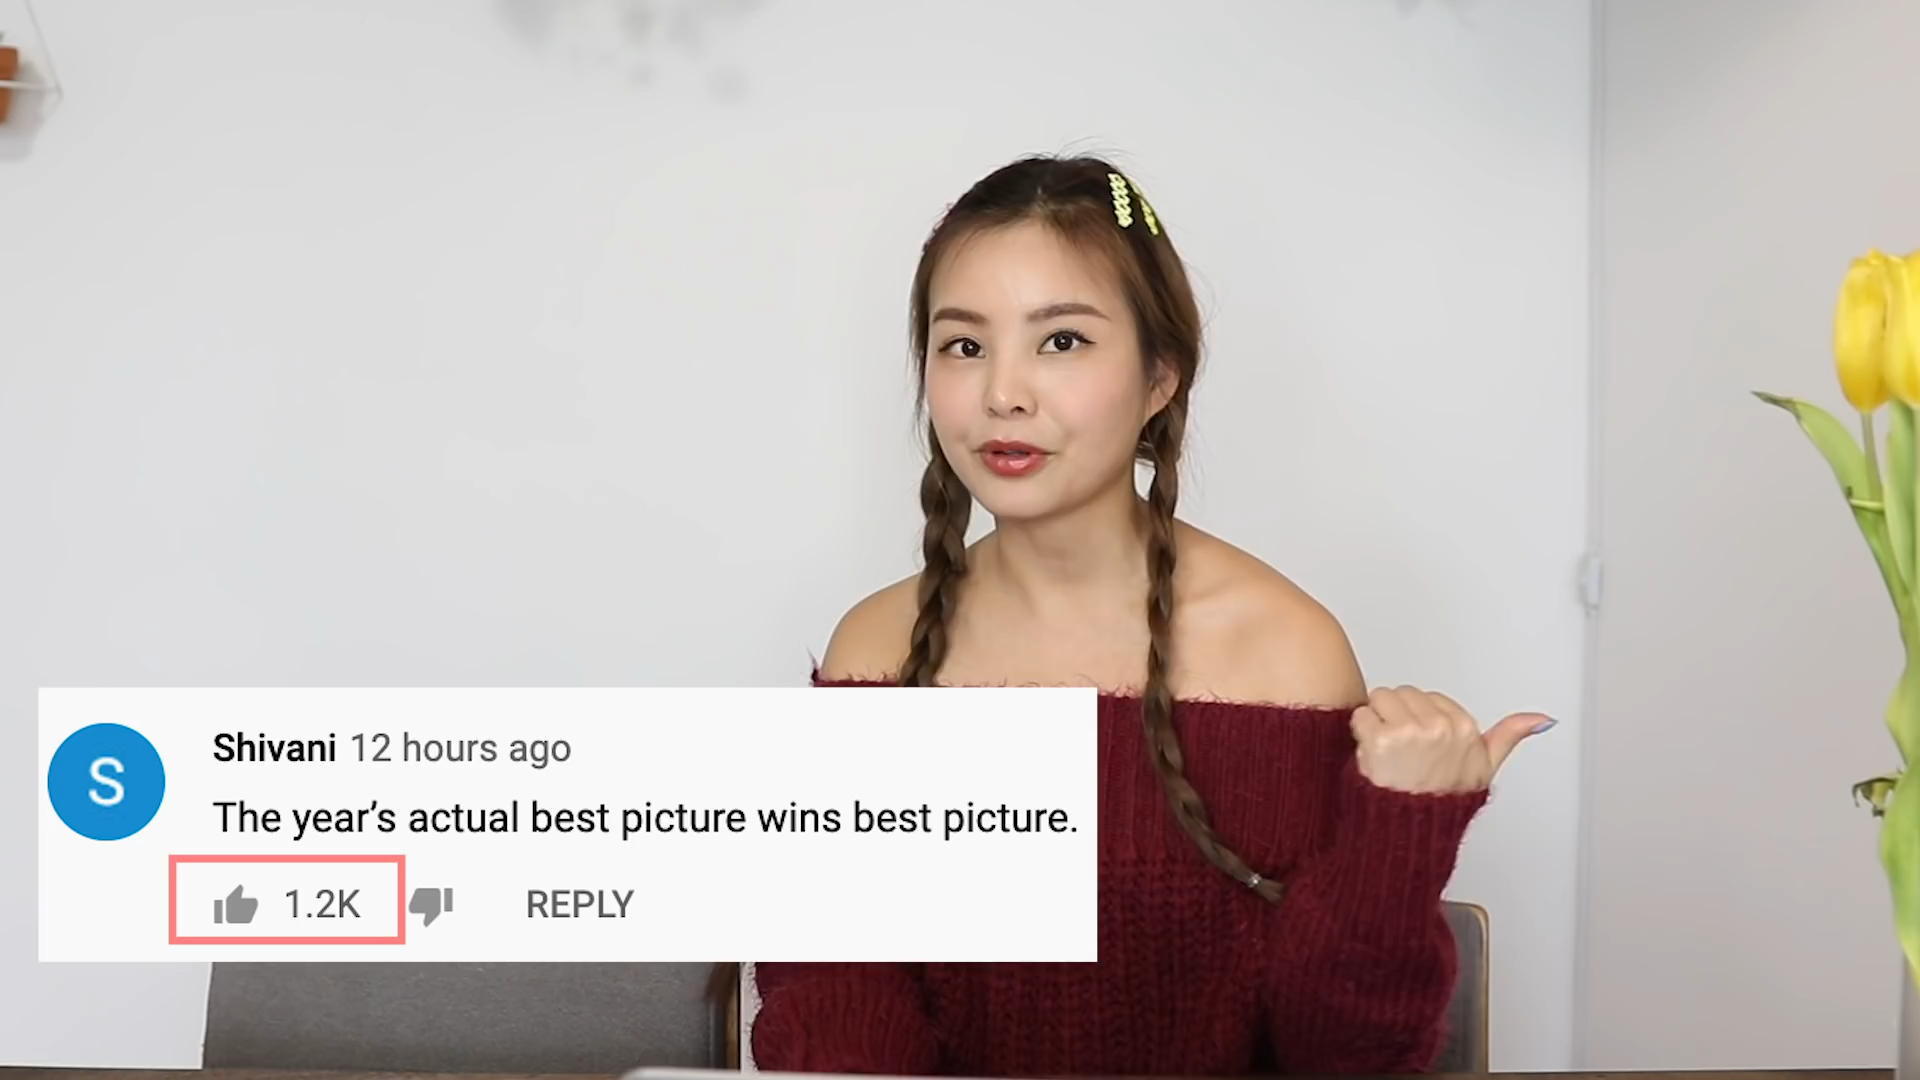 S
Shivani 12 hours ago
The year’s actual best picture wins best picture.
1.2K REPLY